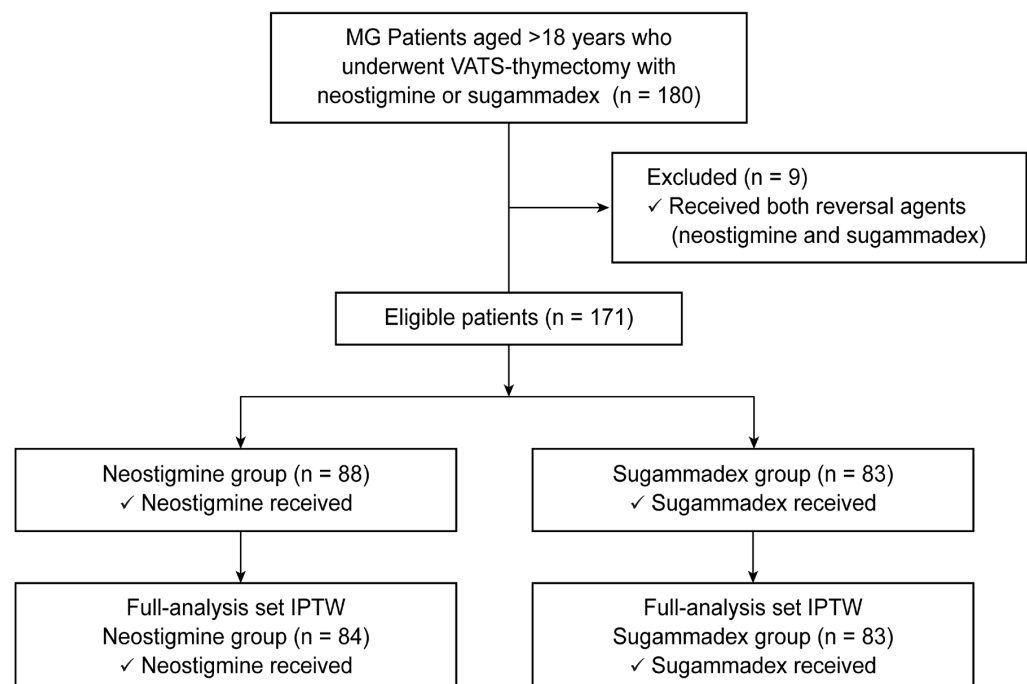 MG Patients aged >18 years who
underwent VATS-thymectomy with
neostigmine or sugammadex (n = 180)
Excluded (n = 9)
✓ Received both reversal agents
(neostigmine and sugammadex)
Eligible patients (n = 171)
Neostigmine group (n = 88)
✓ Neostigmine received
Sugammadex group (n = 83)
✓ Sugammadex received
Full-analysis set IPTW
Neostigmine group (n = 84)
✓ Neostigmine received
Full-analysis set IPTW
Sugammadex group (n = 83)
✓ Sugammadex received